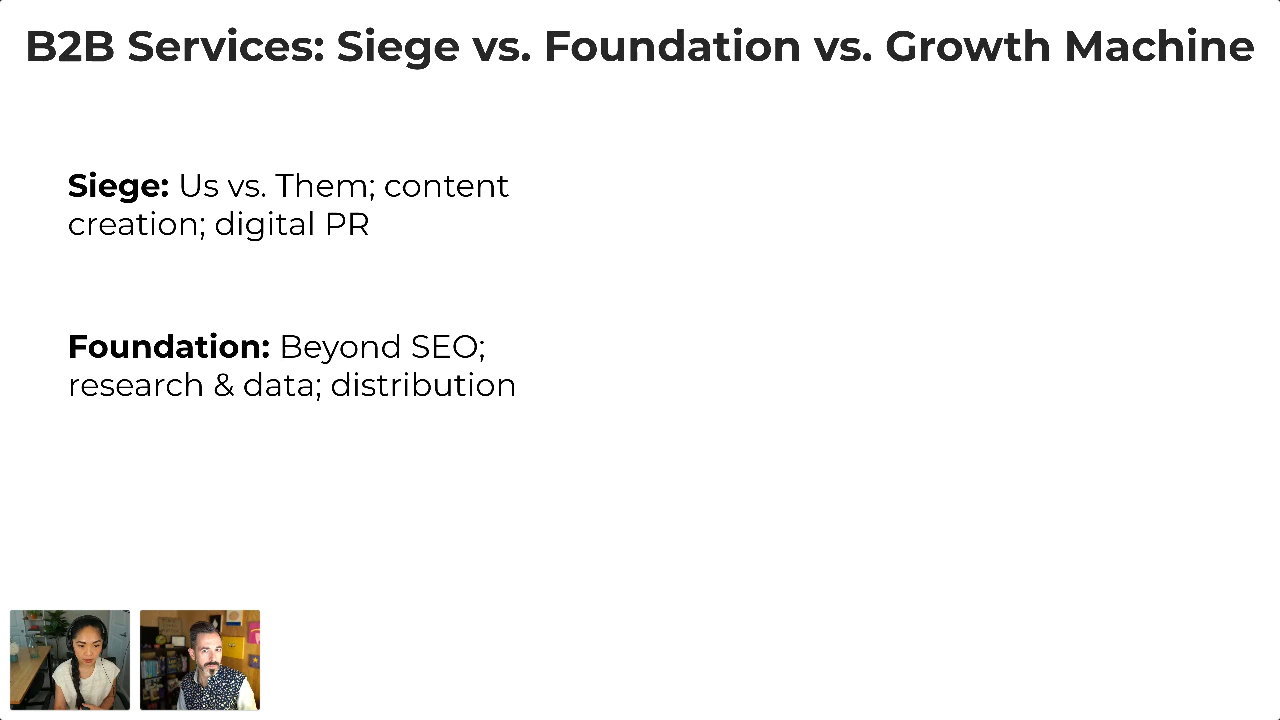 B2B Services: Siege vs. Foundation vs. Growth Machine
Siege: Us vs. Them; content
creation; digital PR
Foundation: Beyond SEO;
research & data; distribution